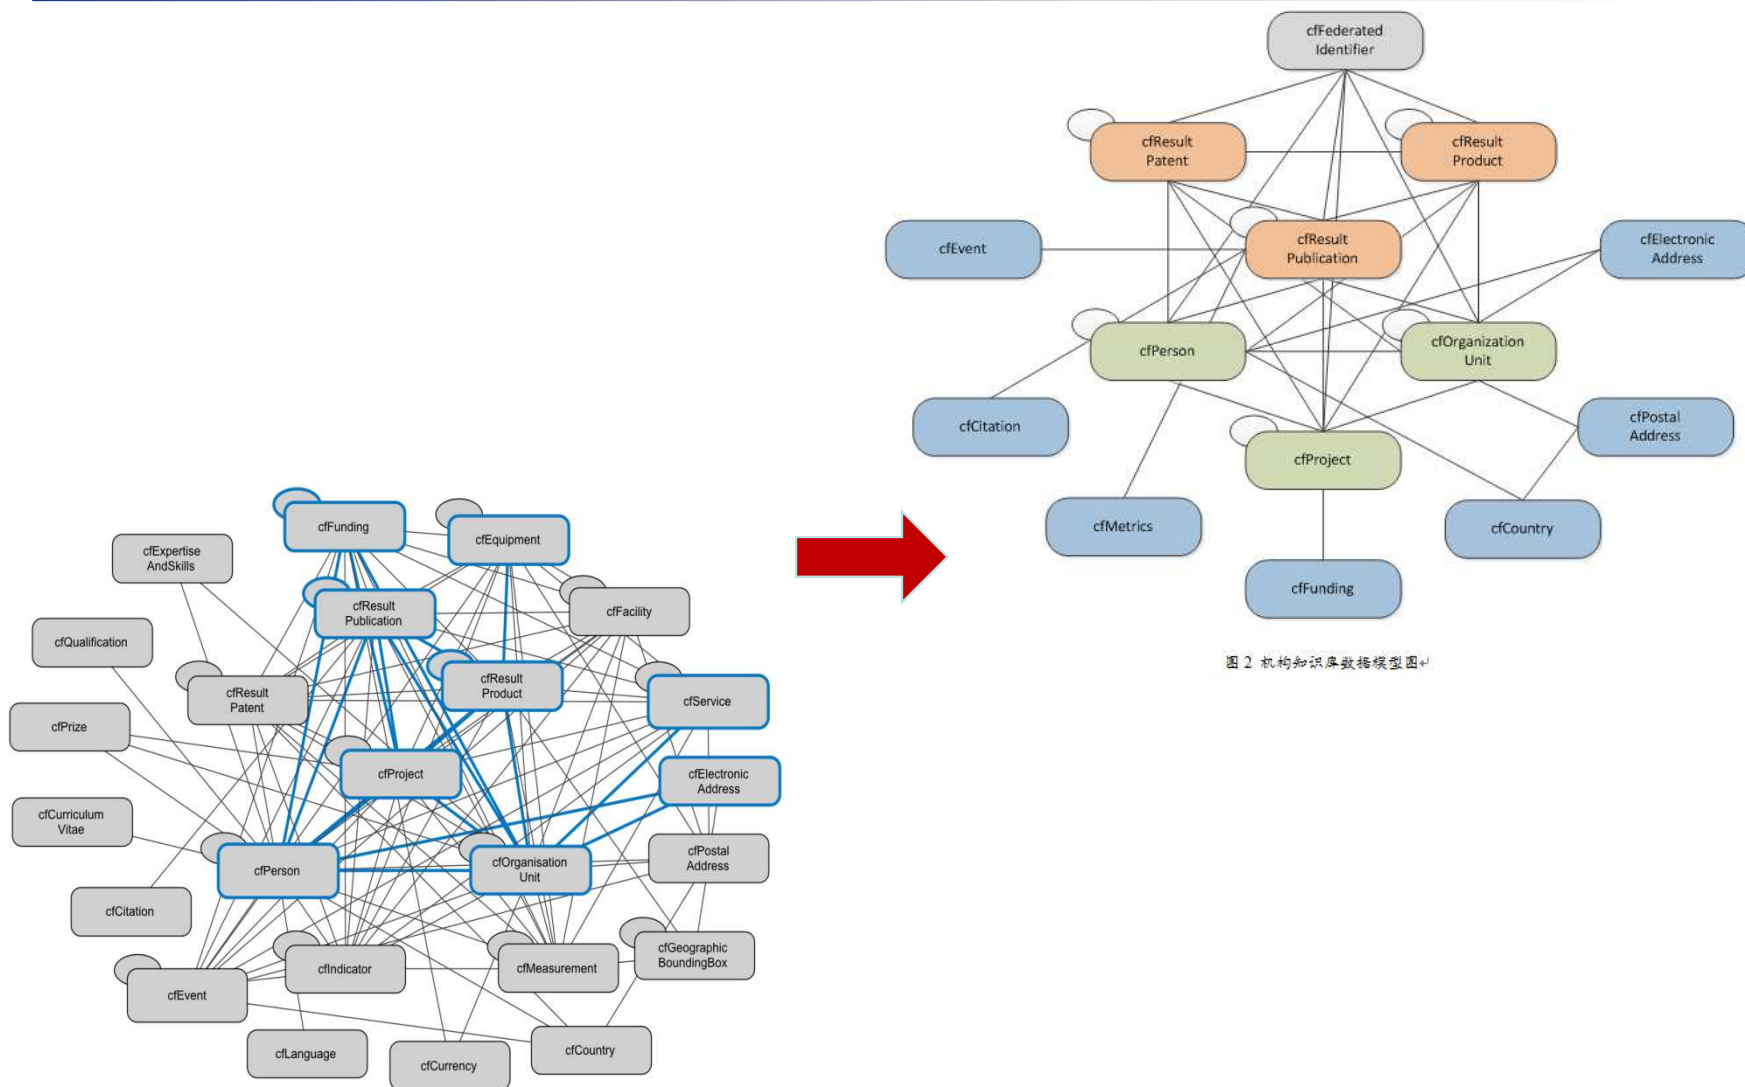 cfFederated
Identifier
cfResult
Patent
cfResult
Product
cfEvent
cfResult
Publication
cfElectronic
Address
cfPerson
cfOrganization
Unit
cfCitation
cfPostal
Address
cfProject
cfMetrics
cfCountry
cfFunding
图 2 机构知识库数据模型图↵
cfFunding
cfEquipment
cfExpertise
AndSkills
cfResult
Publication
cfFacility
cfQualification
cfResult
Patent
cfResult
Product
cfService
cfPrize
cfProject
cfElectronic
Address
cfCurriculum
Vitae
cfPerson
cfOrganisation
Unit
cfPostal
Address
cfCitation
cfIndicator
cfMeasurement
cfGeographic
BoundingBox
cfEvent
cfLanguage
cfCurrency
cfCountry